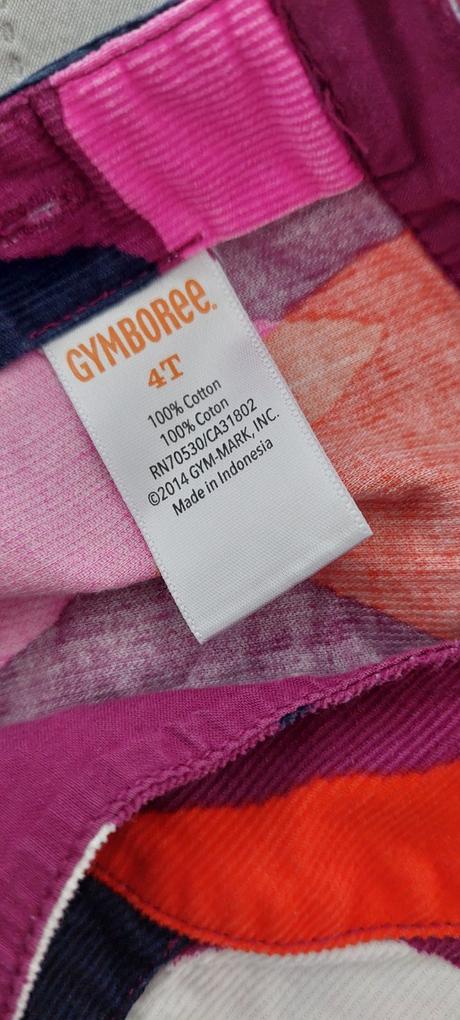 GYMBOREE.
4T
100% Cotton
100% Coton
RN70530/CA31802
©2014 GYM-MARK, INC.
Made in Indonesia